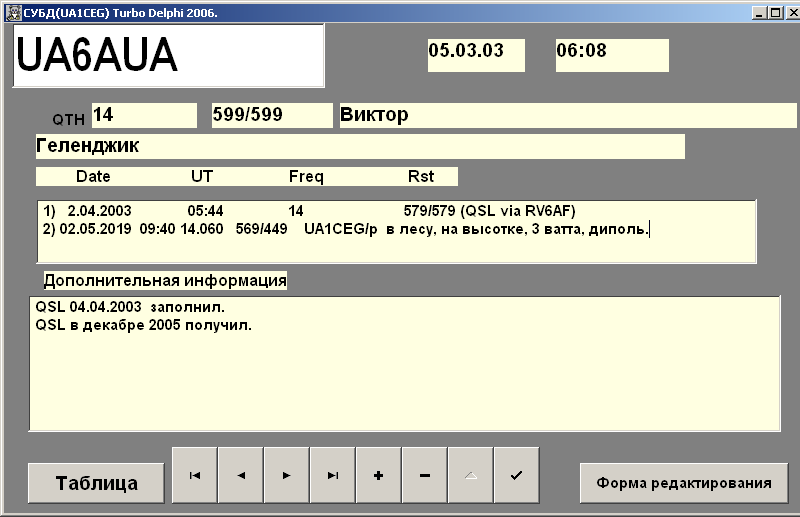 СУБД(UA1CEG) Turbo Delphi 2006.
UA6AUA 05.03.03 06:08
QTH 14 599/599 Виктор
Геленджик
Date UT Freq Rst
1) 2.04.2003 05:44 14 579/579 (QSL via RV6AF)
2) 02.05.2019 09:40 14.060 569/449 UA1CEG/p в лесу, на высотке, 3 ватта, диполь.
Дополнительная информация
QSL 04.04.2003 заполнил.
QSL в декабре 2005 получил.
Таблица Форма редактирования